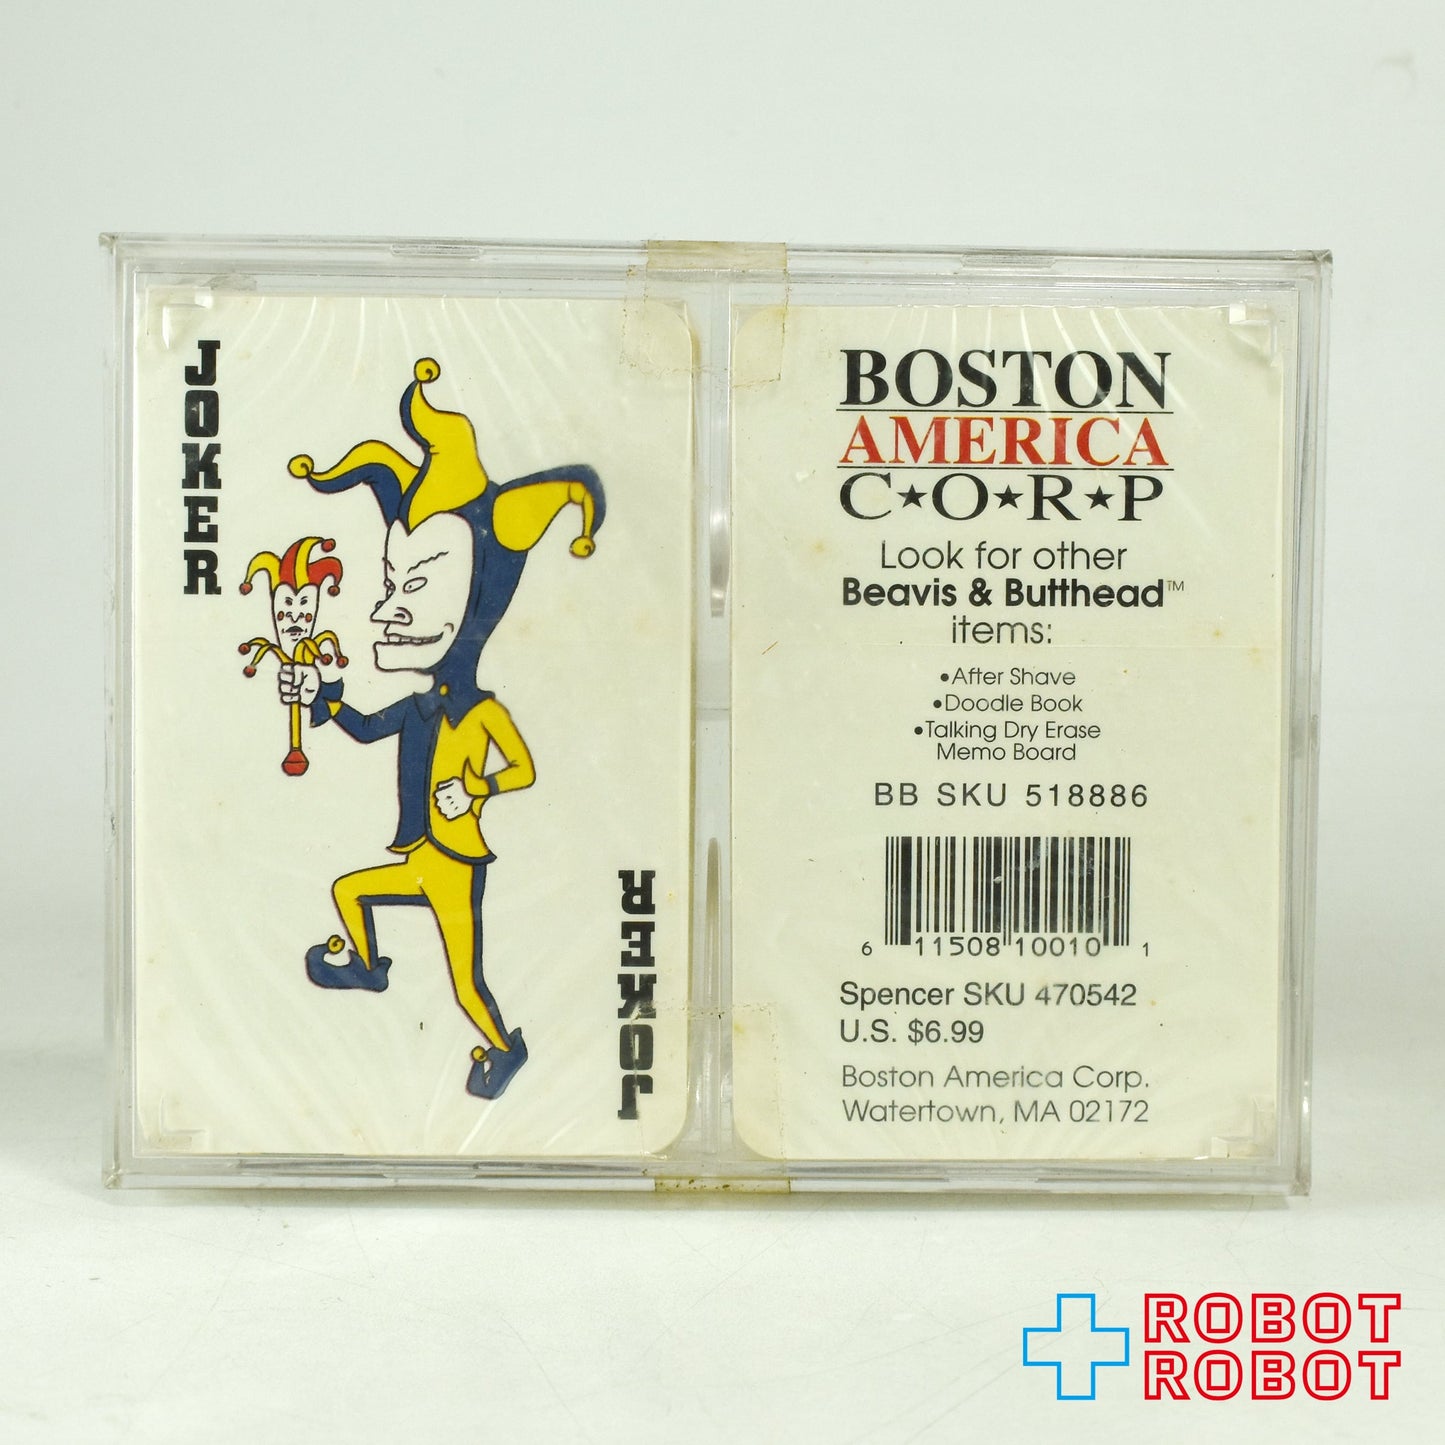 JOKER
JOKER
BOSTON
AMERICA
C★O★R★P
Look for other
Beavis & Butthead™
items:
•After Shave
•Doodle Book
•Talking Dry Erase
Memo Board
BB SKU 518886
6 11508 10010 1
Spencer SKU 470542
U.S. $6.99
Boston America Corp.
Watertown, MA 02172
ROBOT
ROBOT